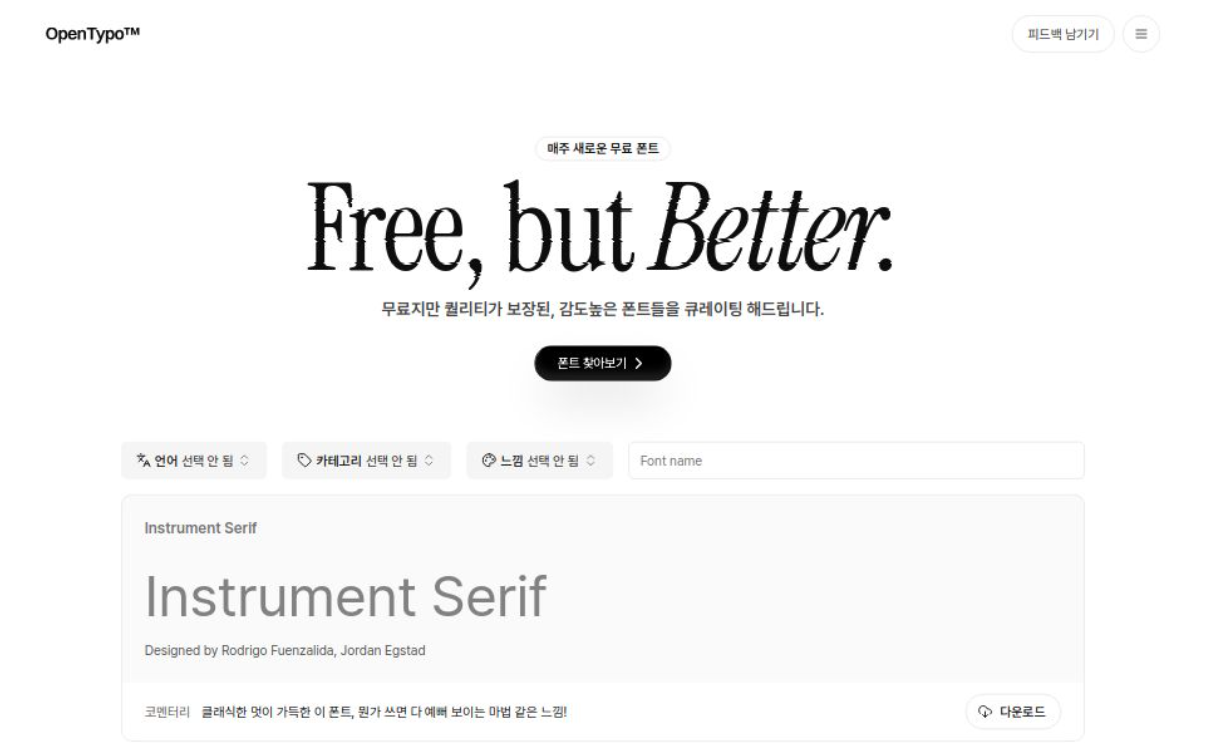 OpenTypo™
피드백 남기기
매주 새로운 무료 폰트
Free, but Better.
무료지만 퀄리티가 보장된, 감도높은 폰트들을 큐레이팅 해드립니다.
폰트 찾아보기
언어 선택 안 됨
카테고리 선택 안 됨
느낌 선택 안 됨
Font name
Instrument Serif
Instrument Serif
Designed by Rodrigo Fuenzalida, Jordan Egstad
코멘터리 클래식한 멋이 가득한 이 폰트, 뭔가 쓰면 다 예뻐 보이는 마법 같은 느낌!
다운로드